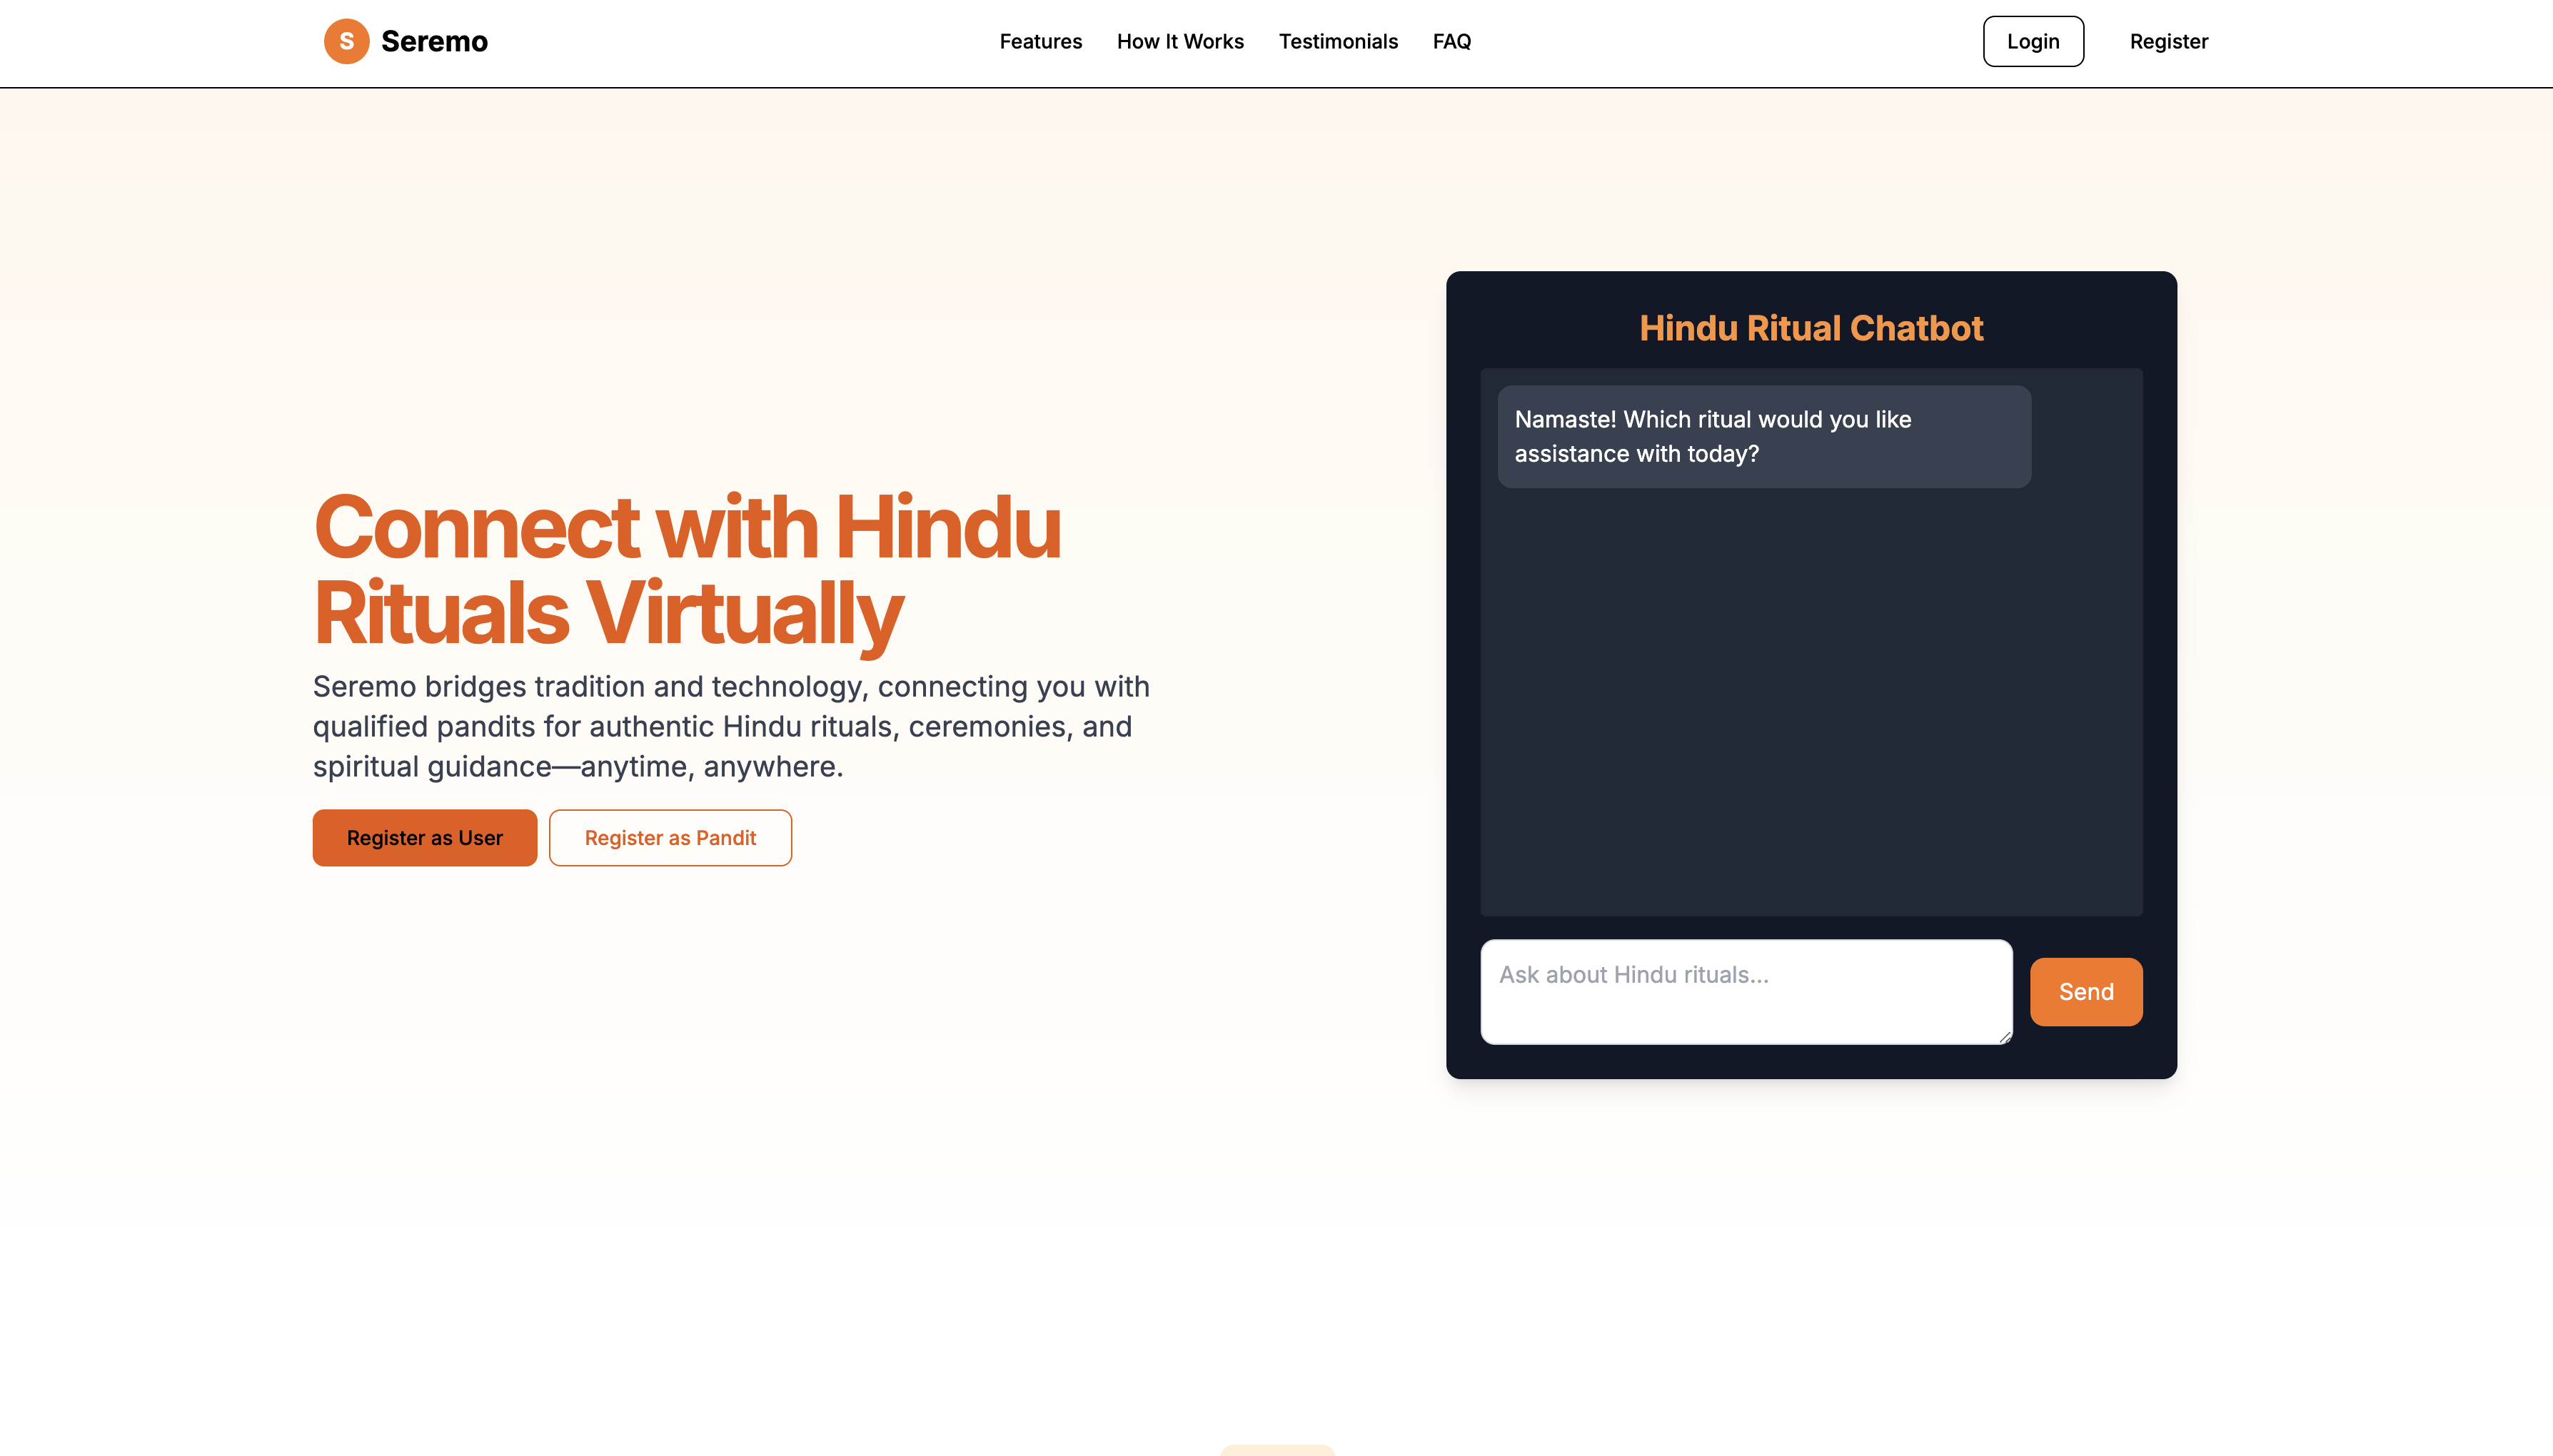 S Seremo
Features How It Works Testimonials FAQ
Login Register
Connect with Hindu
Rituals Virtually
Seremo bridges tradition and technology, connecting you with
qualified pandits for authentic Hindu rituals, ceremonies, and
spiritual guidance—anytime, anywhere.
Register as User Register as Pandit
Hindu Ritual Chatbot
Namaste! Which ritual would you like
assistance with today?
Ask about Hindu rituals...
Send